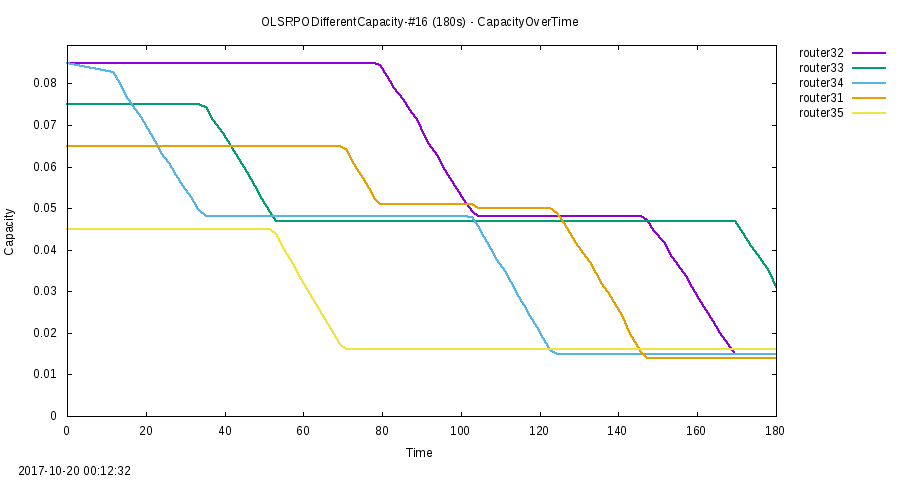 OLSRPODifferentCapacity-#16 (180s) - CapacityOverTime
router32
router33
router34
router31
router35
Capacity
0.08
0.07
0.06
0.05
0.04
0.03
0.02
0.01
0
0 20 40 60 80 100 120 140 160 180
Time
2017-10-20 00:12:32